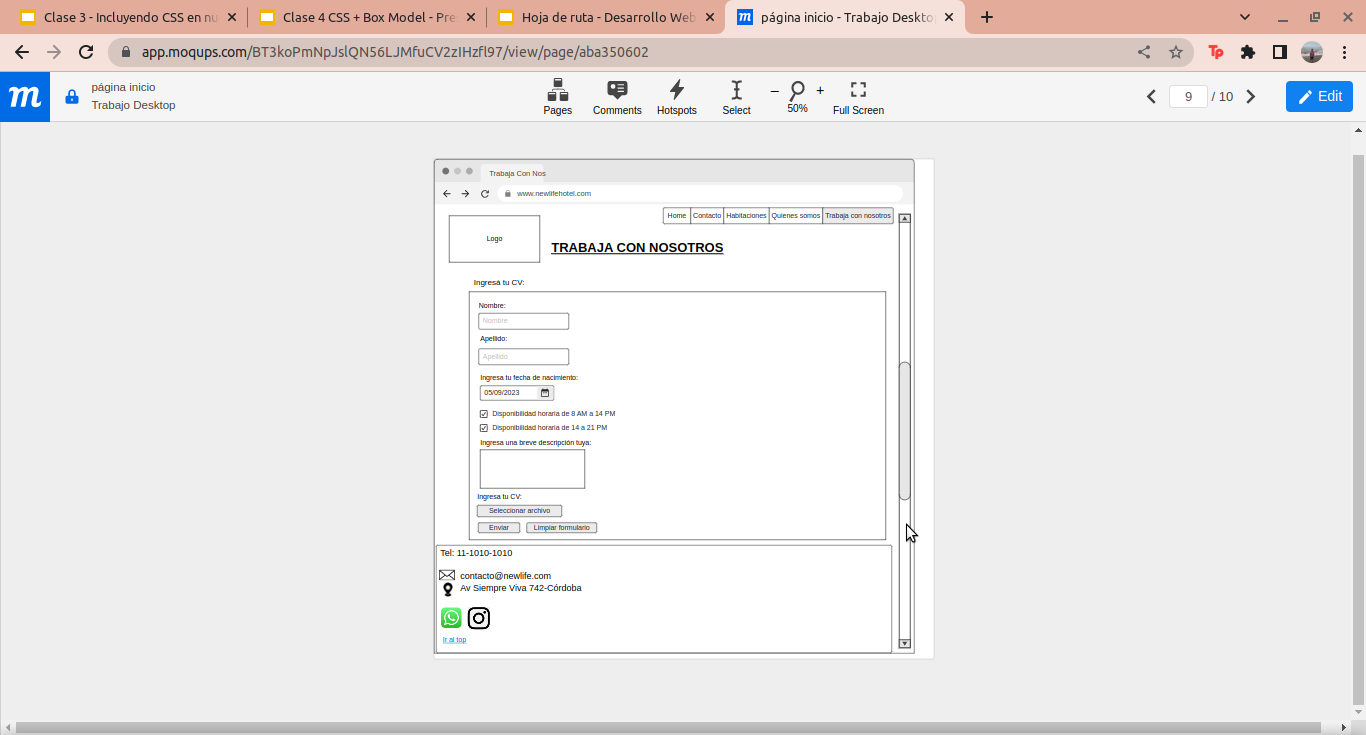 Clase 3 - Incluyendo CSS en nu
Clase 4 CSS + Box Model - Pre
Hoja de ruta - Desarrollo Web
página inicio - Trabajo Deskto
app.moqups.com/BT3koPmNpJslQN56LJMfuCV2zIHzfl97/view/page/aba350602
Tp
m
página inicio
Trabajo Desktop
Pages
Comments
Hotspots
Select
50%
Full Screen
9 / 10
Edit
Trabaja Con Nos
www.newlifehotel.com
Home Contacto Habitaciones Quienes somos Trabaja con nosotros
Logo
TRABAJA CON NOSOTROS
Ingresá tu CV:
Nombre:
Nombre
Apellido:
Apellido
Ingresa tu fecha de nacimiento:
05/09/2023
Disponibilidad horaria de 8 AM a 14 PM
Disponibilidad horaria de 14 a 21 PM
Ingresa una breve descripción tuya:
Ingresa tu CV:
Seleccionar archivo
Enviar Limpiar formulario
Tel: 11-1010-1010
contacto@newlife.com
Av Siempre Viva 742-Córdoba
Ir al top